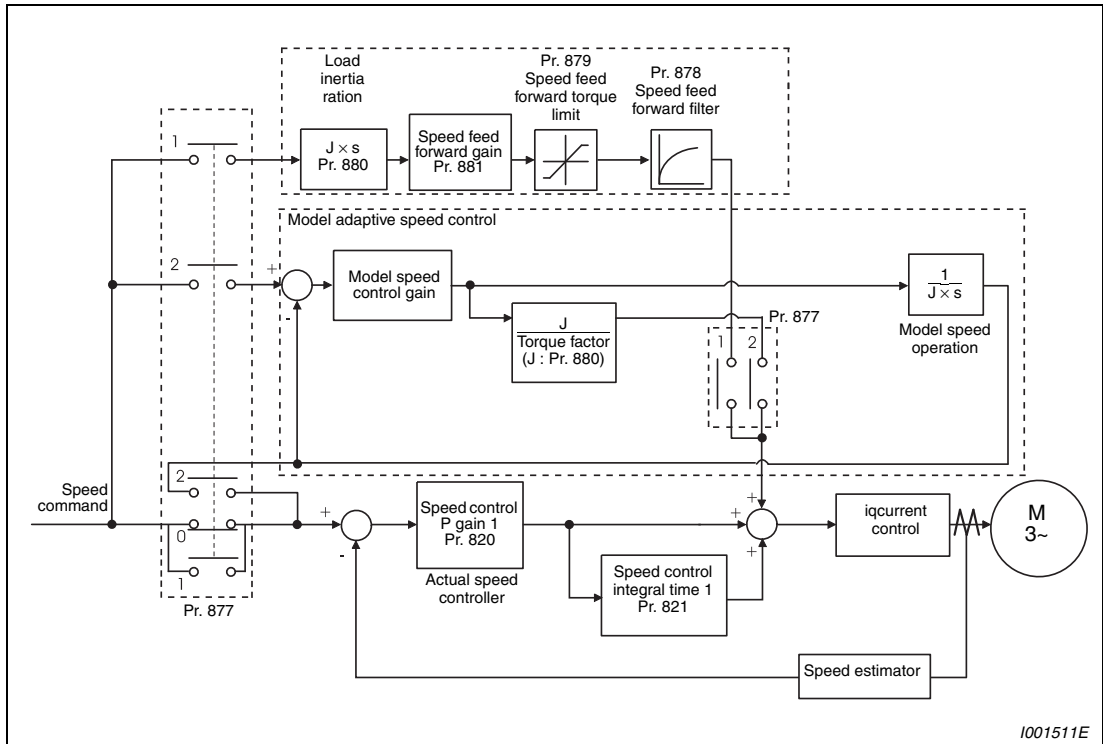 Load
inertia
ration
Pr. 879
Speed feed
forward torque
limit
Pr. 878
Speed feed
forward filter
1
J × s
Pr. 880
Speed feed
forward gain
Pr. 881
Model adaptive speed control
2
+
-
Model speed
control gain
1
J × s
Model speed
operation
J
Torque factor
(J : Pr. 880)
Pr. 877
1 2
Speed
command
2
0
1
Pr. 877
+
-
Speed control
P gain 1
Pr. 820
Actual speed
controller
Speed control
integral time 1
Pr. 821
+
+
+
iqcurrent
control
M
3~
Speed estimator
I001511E